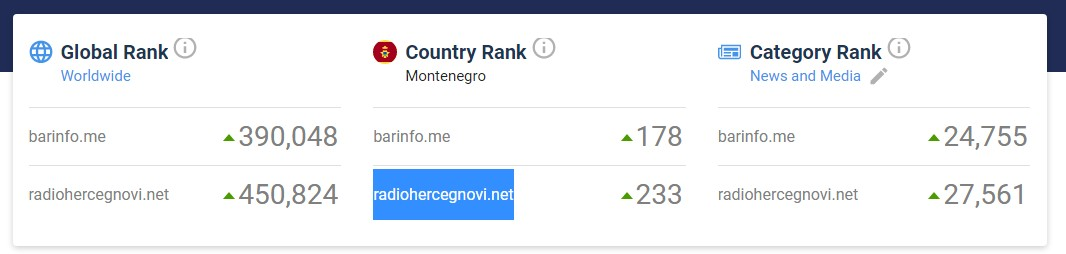 Global Rank
Worldwide
barinfo.me 390,048
radiohercegnovi.net 450,824
Country Rank
Montenegro
barinfo.me 178
radiohercegnovi.net 233
Category Rank
News and Media
barinfo.me 24,755
radiohercegnovi.net 27,561